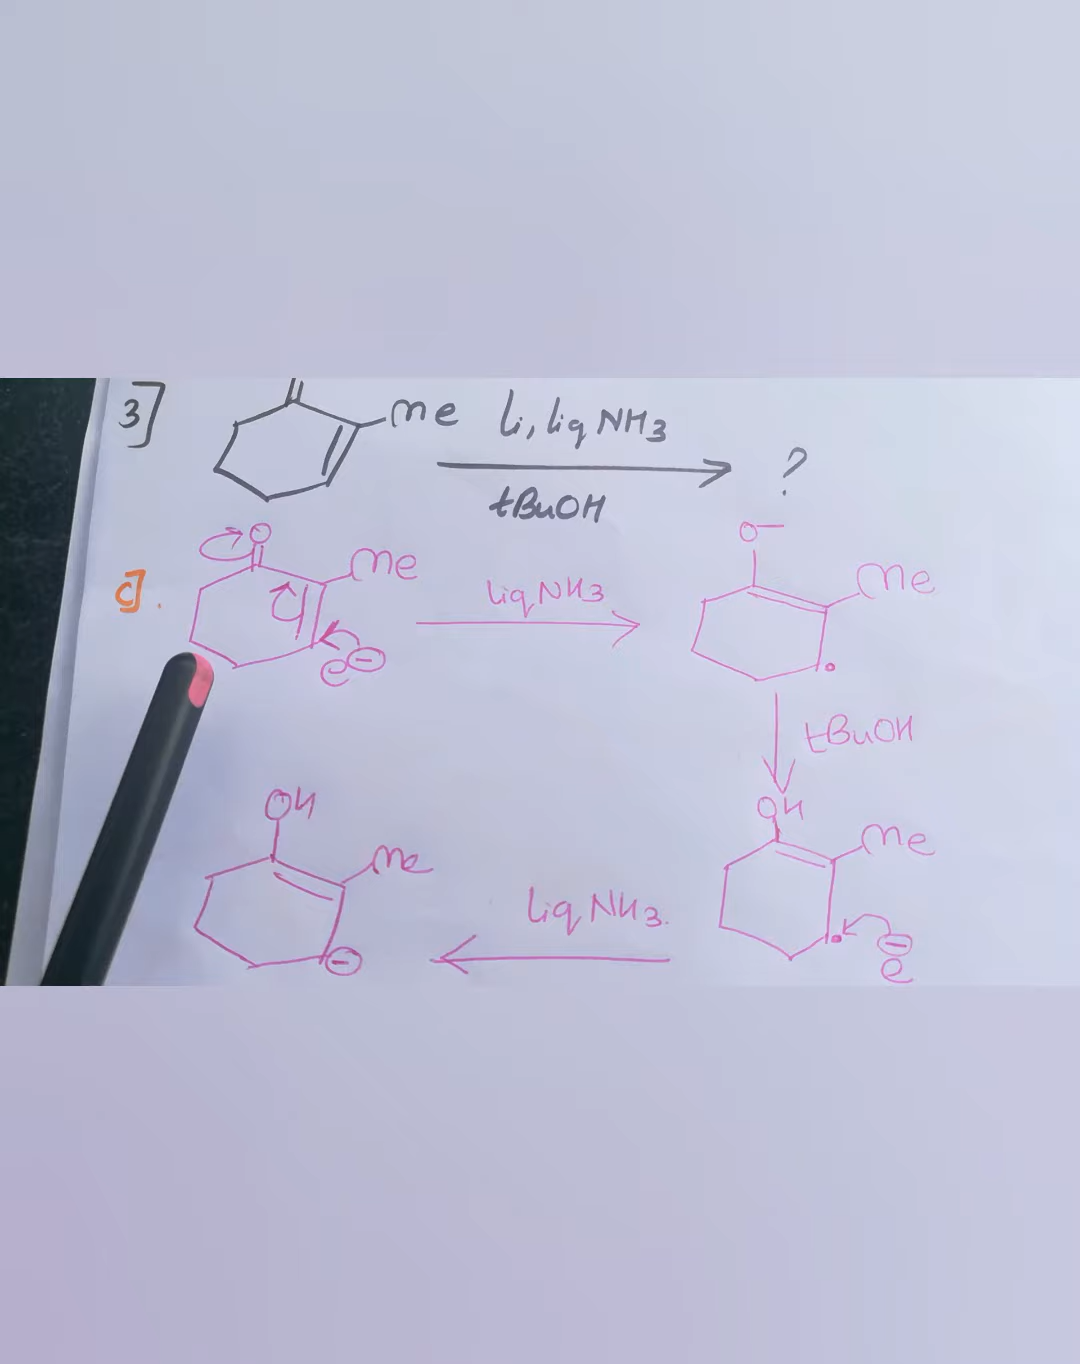 3] Me Li, liq NH3 ?
tBuOH
C]. O Me liq NH3 O— Me
e⊖
tBuOH
OH Me OH Me
liq NH3.
⊖ ⊖
e